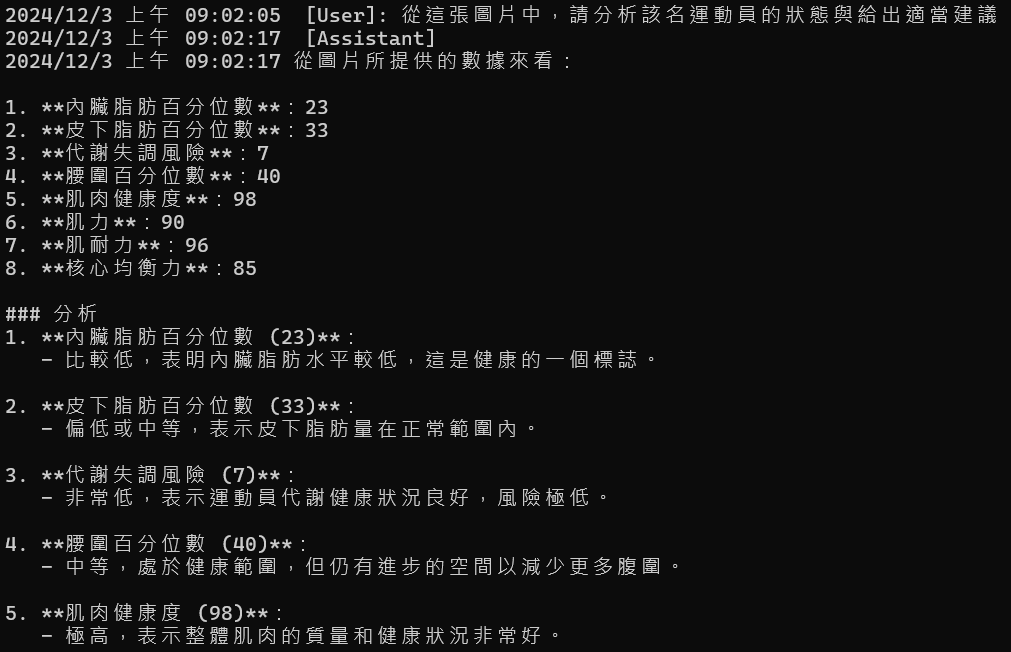 2024/12/3 上午 09:02:05  [User]: 從這張圖片中，請分析該名運動員的狀態與給出適當建議
2024/12/3 上午 09:02:17  [Assistant]
2024/12/3 上午 09:02:17 從圖片所提供的數據來看：
1. **內臟脂肪百分位數**：23
2. **皮下脂肪百分位數**：33
3. **代謝失調風險**：7
4. **腰圍百分位數**：40
5. **肌肉健康度**：98
6. **肌力**：90
7. **肌耐力**：96
8. **核心均衡力**：85
### 分析
1. **內臟脂肪百分位數 (23)**：
- 比較低，表明內臟脂肪水平較低，這是健康的一個標誌。
2. **皮下脂肪百分位數 (33)**：
- 偏低或中等，表示皮下脂肪量在正常範圍內。
3. **代謝失調風險 (7)**：
- 非常低，表示運動員代謝健康狀況良好，風險極低。
4. **腰圍百分位數 (40)**：
- 中等，處於健康範圍，但仍有進步的空間以減少更多腹圍。
5. **肌肉健康度 (98)**：
- 極高，表示整體肌肉的質量和健康狀況非常好。